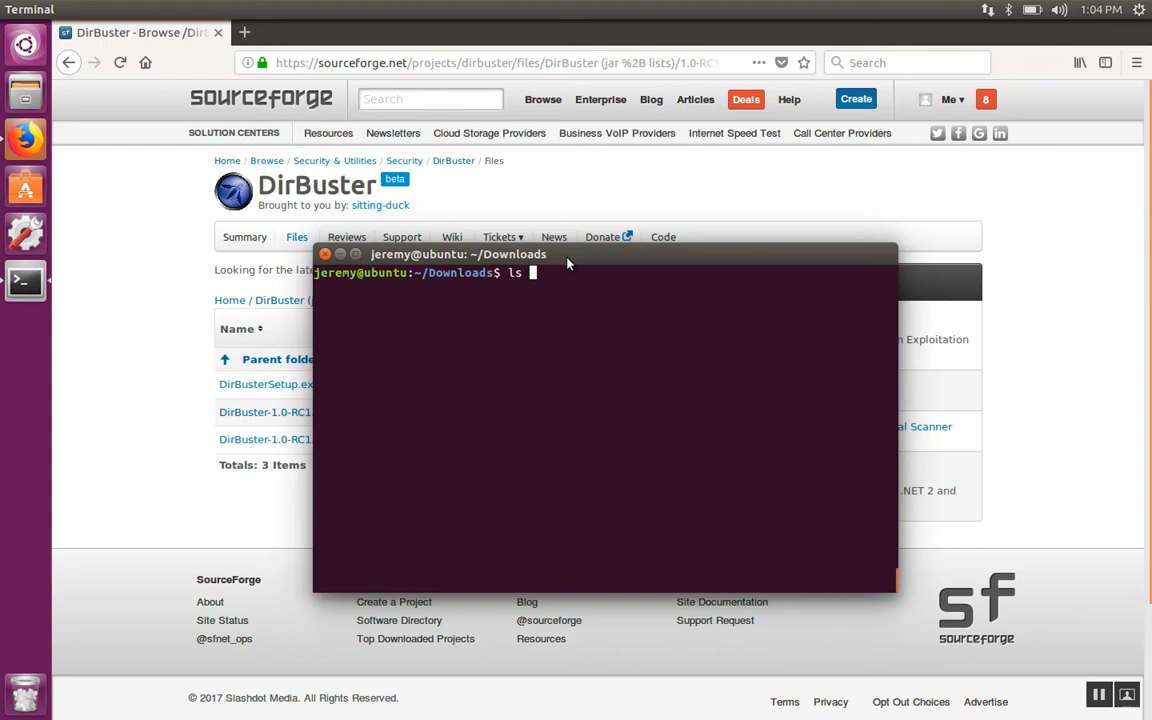 Terminal
1:04 PM
DirBuster - Browse /Dir
https://sourceforge.net/projects/dirbuster/files/DirBuster (jar %2B lists)/1.0-RC1
Search
sourceforge
Search
Browse Enterprise Blog Articles Deals Help Create Me 8
SOLUTION CENTERS Resources Newsletters Cloud Storage Providers Business VoIP Providers Internet Speed Test Call Center Providers
Home / Browse / Security & Utilities / Security / DirBuster / Files
DirBuster beta
Brought to you by: sitting-duck
Summary Files Reviews Support Wiki Tickets News Donate Code
jeremy@ubuntu: ~/Downloads
Looking for the late
jeremy@ubuntu:~/Downloads$ ls
Home / DirBuster (
Name
n Exploitation
Parent folde
DirBusterSetup.ex
DirBuster-1.0-RC1
al Scanner
DirBuster-1.0-RC1
Totals: 3 Items
.NET 2 and
SourceForge
About
Site Status
@sfnet_ops
Create a Project
Software Directory
Top Downloaded Projects
Blog
@sourceforge
Resources
Site Documentation
Support Request
sf
sourceforge
© 2017 Slashdot Media. All Rights Reserved.
Terms Privacy Opt Out Choices Advertise